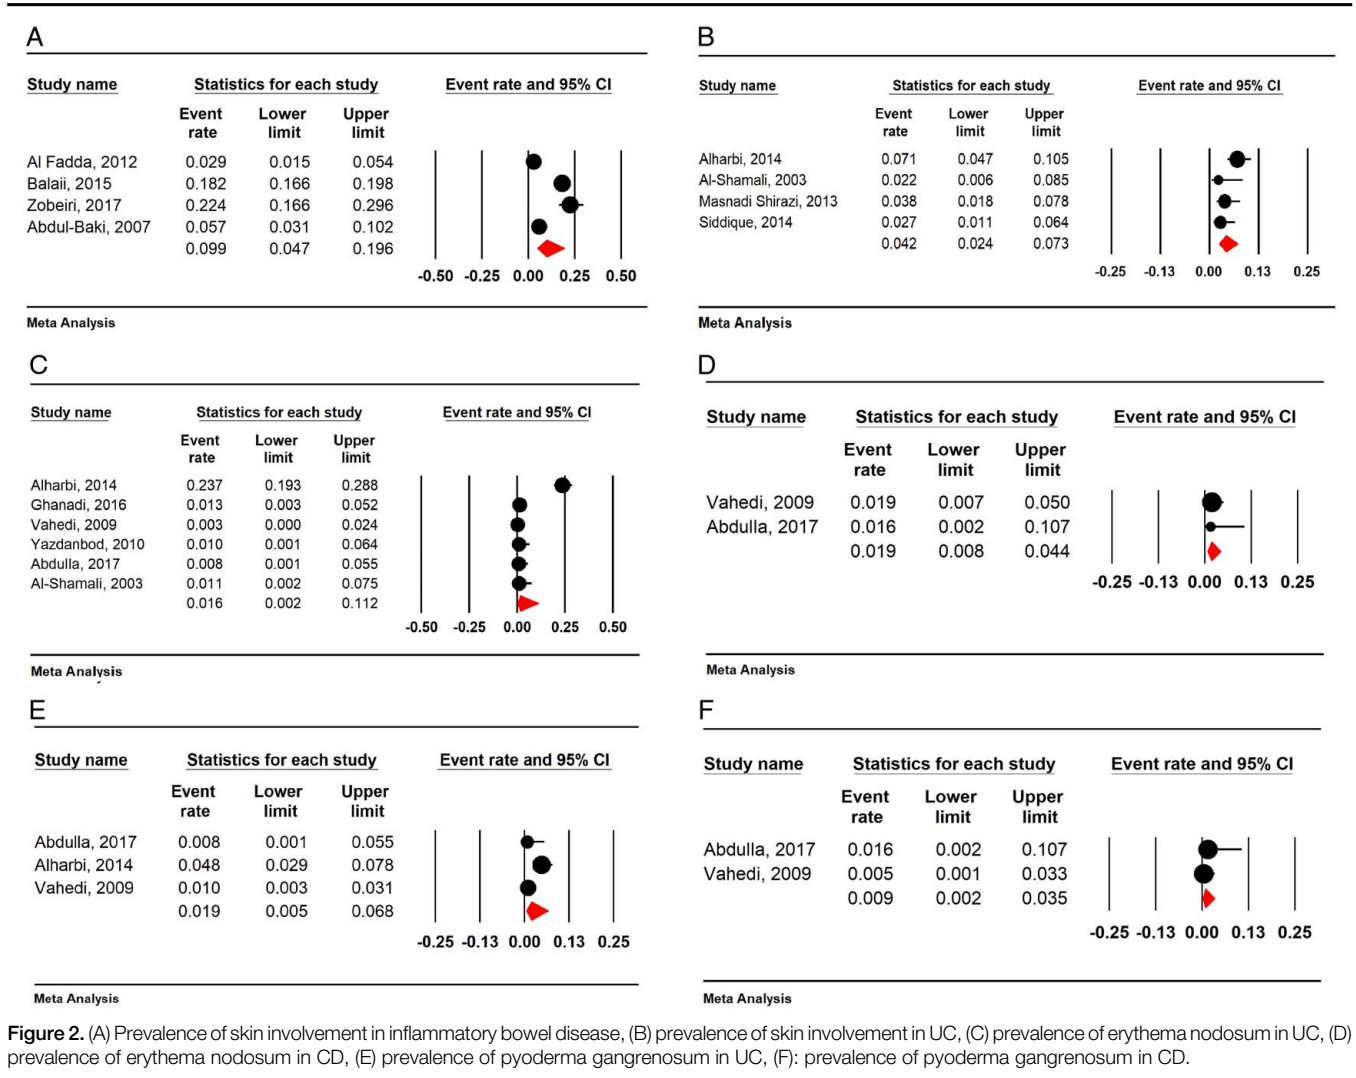 A
Study name Statistics for each study Event rate and 95% CI
Event rate Lower limit Upper limit
Al Fadda, 2012 0.029 0.015 0.054
Balaii, 2015 0.182 0.166 0.198
Zobeiri, 2017 0.224 0.166 0.296
Abdul-Baki, 2007 0.057 0.031 0.102
0.099 0.047 0.196
-0.50 -0.25 0.00 0.25 0.50
Meta Analysis
B
Study name Statistics for each study Event rate and 95% CI
Event rate Lower limit Upper limit
Alharbi, 2014 0.071 0.047 0.105
Al-Shamali, 2003 0.022 0.006 0.085
Masnadi Shirazi, 2013 0.038 0.018 0.078
Siddique, 2014 0.027 0.011 0.064
0.042 0.024 0.073
-0.25 -0.13 0.00 0.13 0.25
Meta Analysis
C
Study name Statistics for each study Event rate and 95% CI
Event rate Lower limit Upper limit
Alharbi, 2014 0.237 0.193 0.288
Ghanadi, 2016 0.013 0.003 0.052
Vahedi, 2009 0.003 0.000 0.024
Yazdanbod, 2010 0.010 0.001 0.064
Abdulla, 2017 0.008 0.001 0.055
Al-Shamali, 2003 0.011 0.002 0.075
0.016 0.002 0.112
-0.50 -0.25 0.00 0.25 0.50
Meta Analysis
D
Study name Statistics for each study Event rate and 95% CI
Event rate Lower limit Upper limit
Vahedi, 2009 0.019 0.007 0.050
Abdulla, 2017 0.016 0.002 0.107
0.019 0.008 0.044
-0.25 -0.13 0.00 0.13 0.25
Meta Analysis
E
Study name Statistics for each study Event rate and 95% CI
Event rate Lower limit Upper limit
Abdulla, 2017 0.008 0.001 0.055
Alharbi, 2014 0.048 0.029 0.078
Vahedi, 2009 0.010 0.003 0.031
0.019 0.005 0.068
-0.25 -0.13 0.00 0.13 0.25
Meta Analysis
F
Study name Statistics for each study Event rate and 95% CI
Event rate Lower limit Upper limit
Abdulla, 2017 0.016 0.002 0.107
Vahedi, 2009 0.005 0.001 0.033
0.009 0.002 0.035
-0.25 -0.13 0.00 0.13 0.25
Meta Analysis
Figure 2. (A) Prevalence of skin involvement in inflammatory bowel disease, (B) prevalence of skin involvement in UC, (C) prevalence of erythema nodosum in UC, (D)
prevalence of erythema nodosum in CD, (E) prevalence of pyoderma gangrenosum in UC, (F): prevalence of pyoderma gangrenosum in CD.